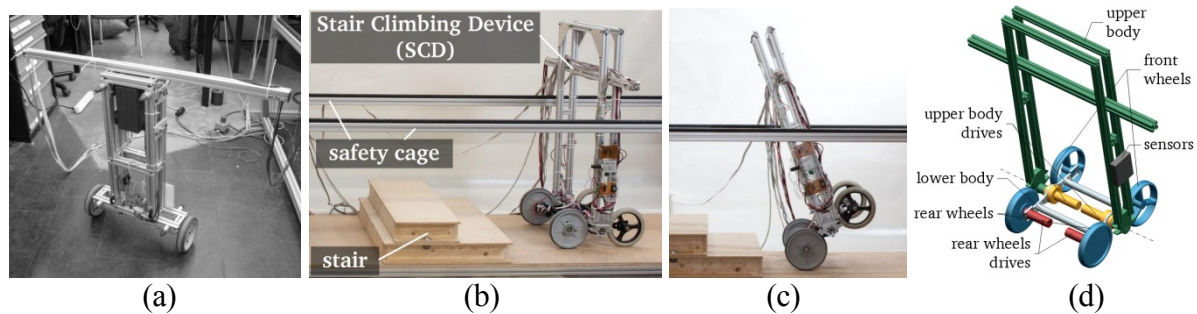 Stair Climbing Device
(SCD)
safety cage
stair
upper
body
front
wheels
upper body
drives
sensors
lower body
rear wheels
rear wheels
drives
(a)
(b)
(c)
(d)